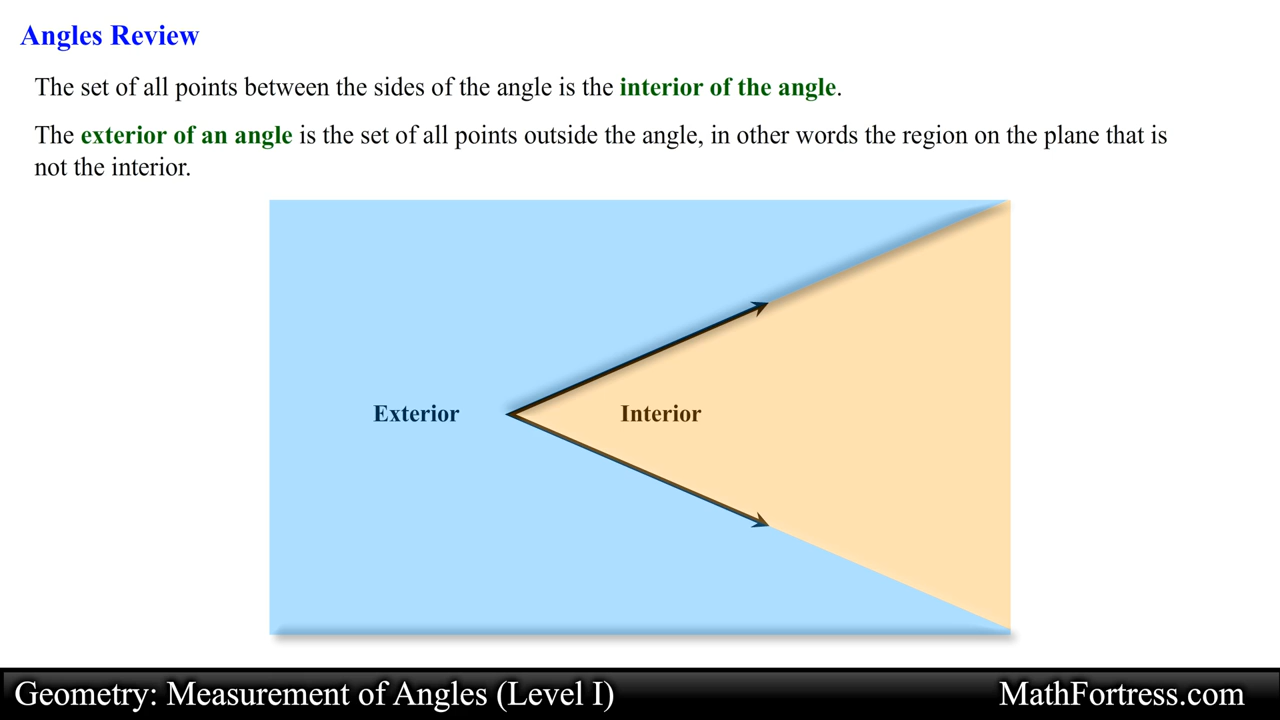 Angles Review
The set of all points between the sides of the angle is the interior of the angle.
The exterior of an angle is the set of all points outside the angle, in other words the region on the plane that is
not the interior.
Exterior
Interior
Geometry: Measurement of Angles (Level I)
MathFortress.com